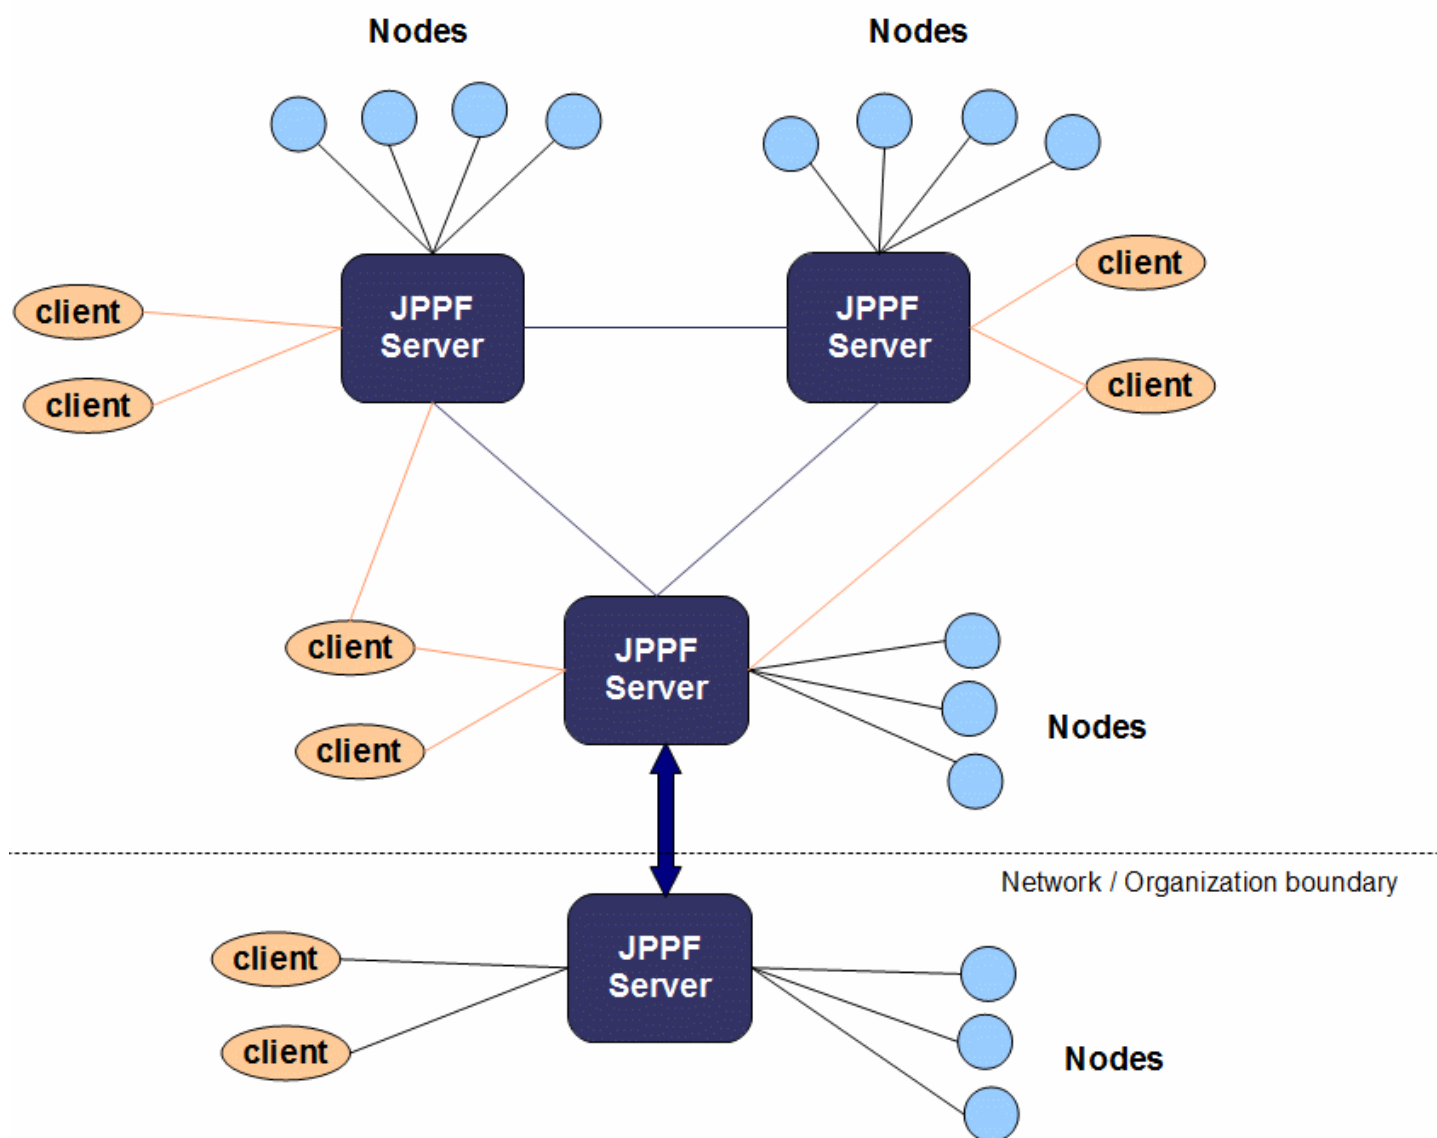 Nodes
Nodes
JPPF
Server
JPPF
Server
client
client
client
client
client
client
JPPF
Server
Nodes
Network / Organization boundary
client
client
JPPF
Server
Nodes